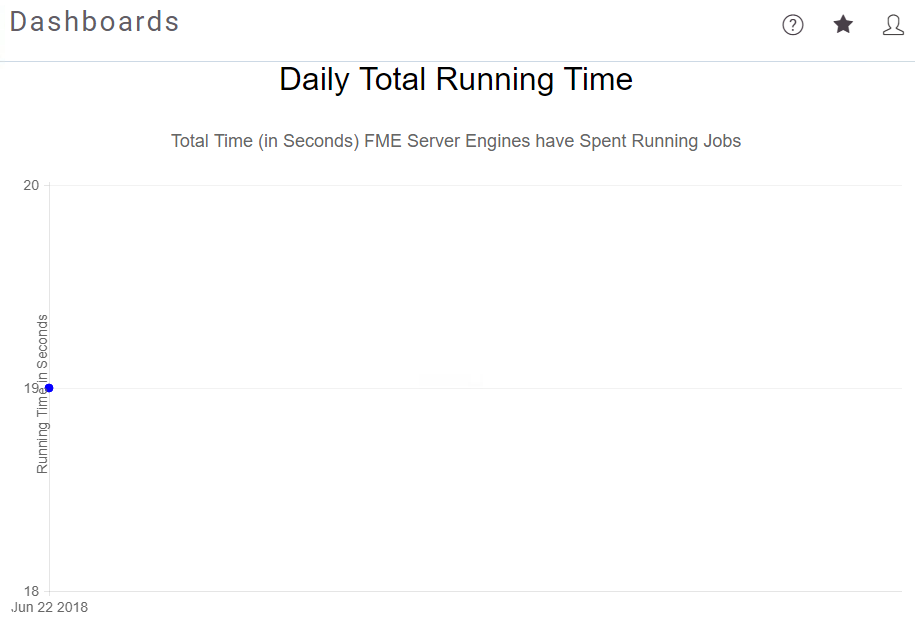 Dashboards
?
Daily Total Running Time
Total Time (in Seconds) FME Server Engines have Spent Running Jobs
20
Running Time in Seconds
19
18
Jun 22 2018